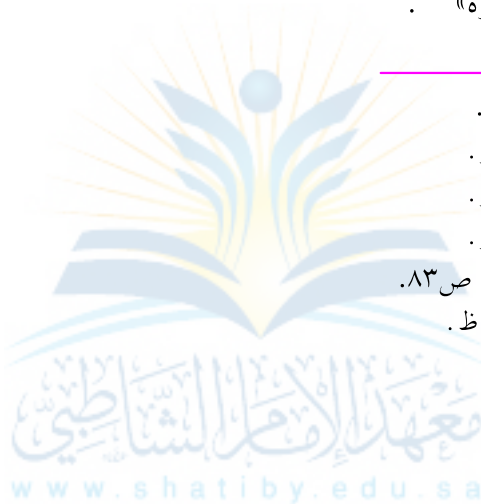 ه» .
.
.
.
.
ص٨٣.
ظ.
معهد الإمام الشاطبي
www.shatiby.edu.sa